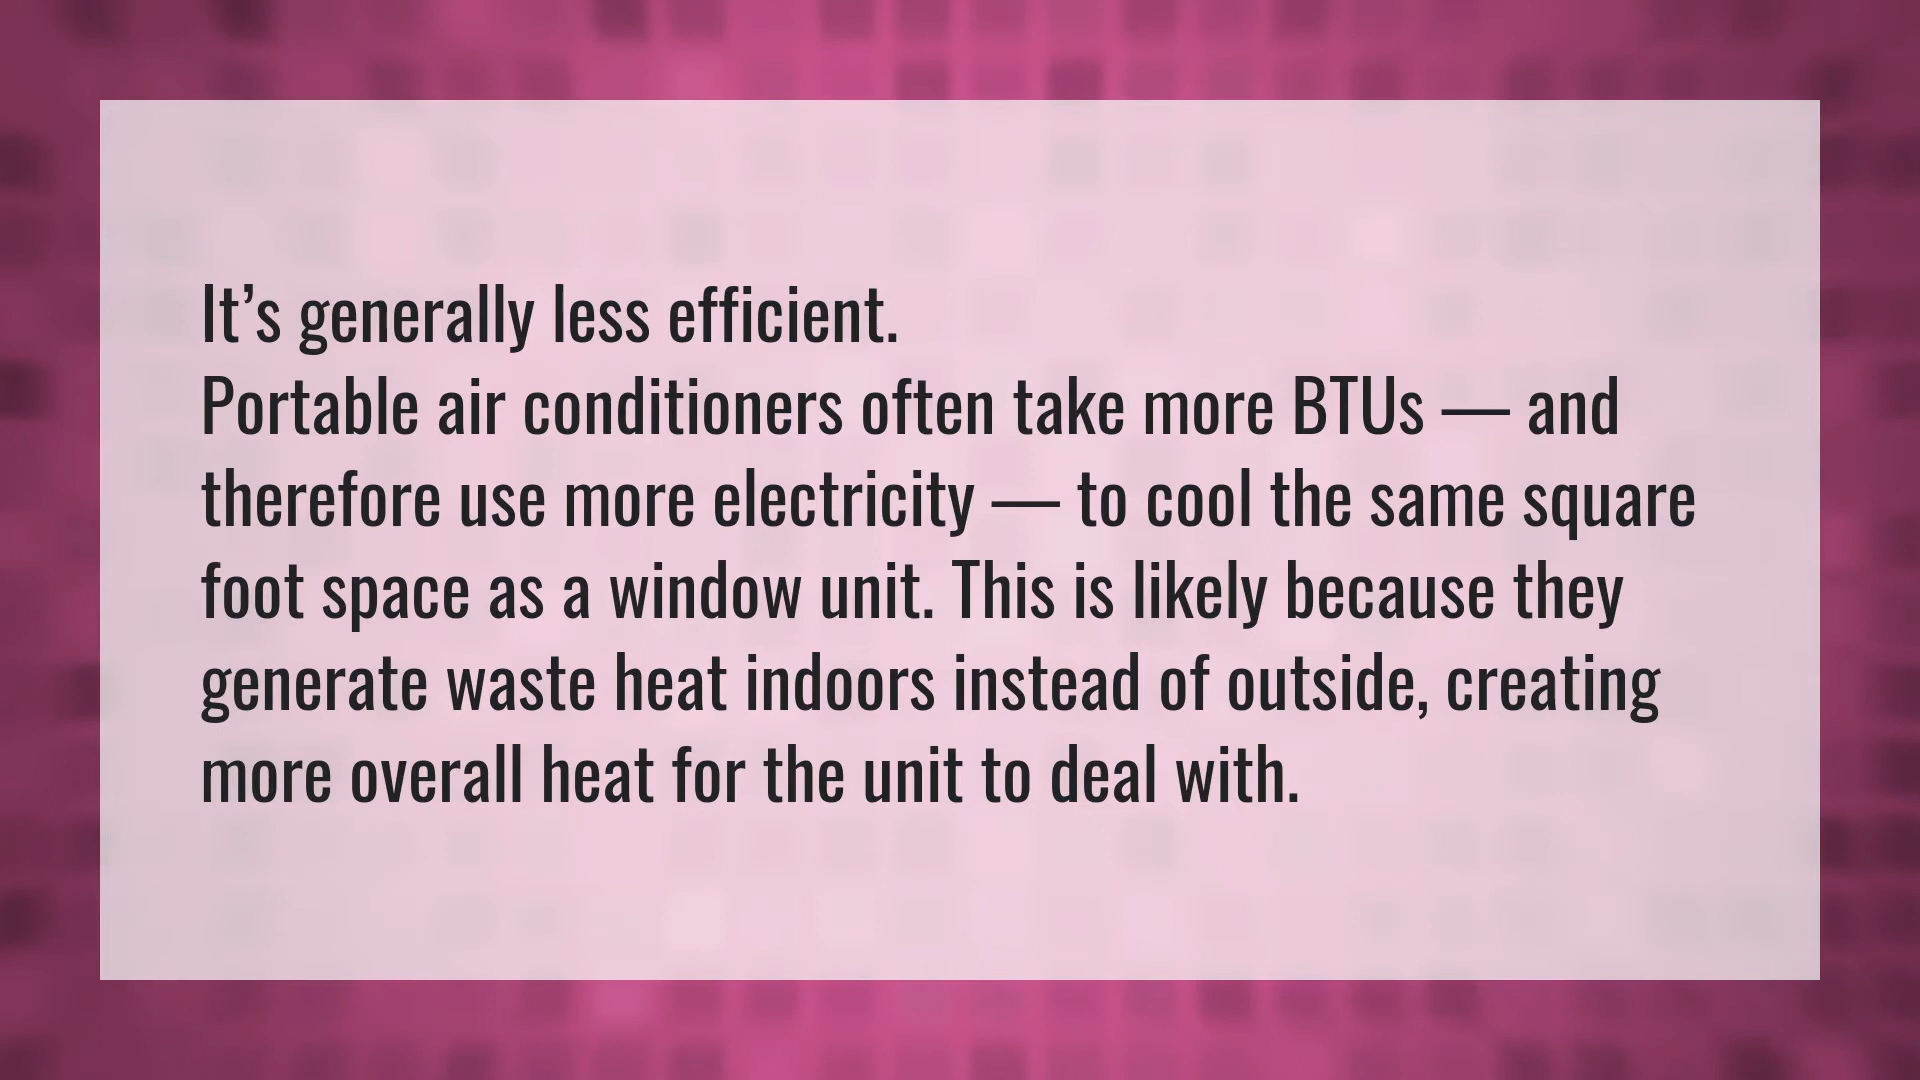 It’s generally less efficient.
Portable air conditioners often take more BTUs — and
therefore use more electricity — to cool the same square
foot space as a window unit. This is likely because they
generate waste heat indoors instead of outside, creating
more overall heat for the unit to deal with.